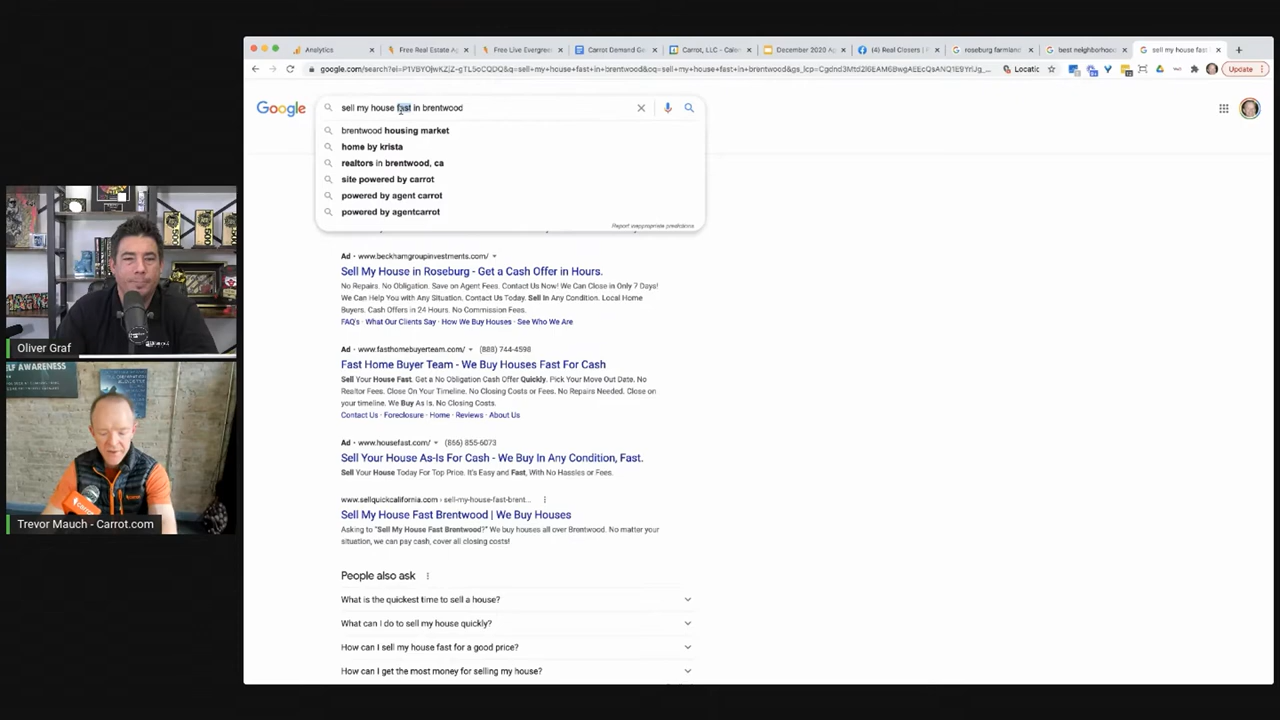 Analytics
Free Real Estate Ag
Free Live Evergree
Carrot Demand Ge
Carrot, LLC - Cale
December 2020 A
(4) Real Closers | F
roseburg farmland
best neighborhood
sell my house fast
google.com/search?
Locatic
Update
Google
sell my house fast in brentwood
brentwood housing market
home by krista
realtors in brentwood, ca
site powered by carrot
powered by agent carrot
powered by agentcarrot
Report inappropriate predictions
Ad · www.beckhamgroupinvestments.com/
Sell My House in Roseburg - Get a Cash Offer in Hours.
No Repairs. No Obligation. Save on Agent Fees. Contact Us Now! We Can Close in Only 7 Days!
We Can Help You with Any Situation. Contact Us Today. Sell In Any Condition. Local Home
Buyers. Cash Offers in 24 Hours. No Commission Fees.
FAQ's · What Our Clients Say · How We Buy Houses · See Who We Are
Ad · www.fasthomebuyerteam.com/ (888) 744-4598
Fast Home Buyer Team - We Buy Houses Fast For Cash
Sell Your House Fast. Get a No Obligation Cash Offer Quickly. Pick Your Move Out Date. No
Realtor Fees. Close On Your Timeline. No Closing Costs or Fees. No Repairs Needed. Close on
your timeline. We Buy As Is. No Closing Costs.
Contact Us · Foreclosure · Home · Reviews · About Us
Ad · www.housefast.com/ (866) 855-6073
Sell Your House As-Is For Cash - We Buy In Any Condition, Fast.
Sell Your House Today For Top Price. It's Easy and Fast, With No Hassles or Fees.
www.sellquickcalifornia.com › sell-my-house-fast-brent...
Sell My House Fast Brentwood | We Buy Houses
Asking to "Sell My House Fast Brentwood?" We buy houses all over Brentwood. No matter your
situation, we can pay cash, cover all closing costs!
People also ask
What is the quickest time to sell a house?
What can I do to sell my house quickly?
How can I sell my house fast for a good price?
How can I get the most money for selling my house?
Oliver Graf
ELF AWARENESS
Trevor Mauch - Carrot.com